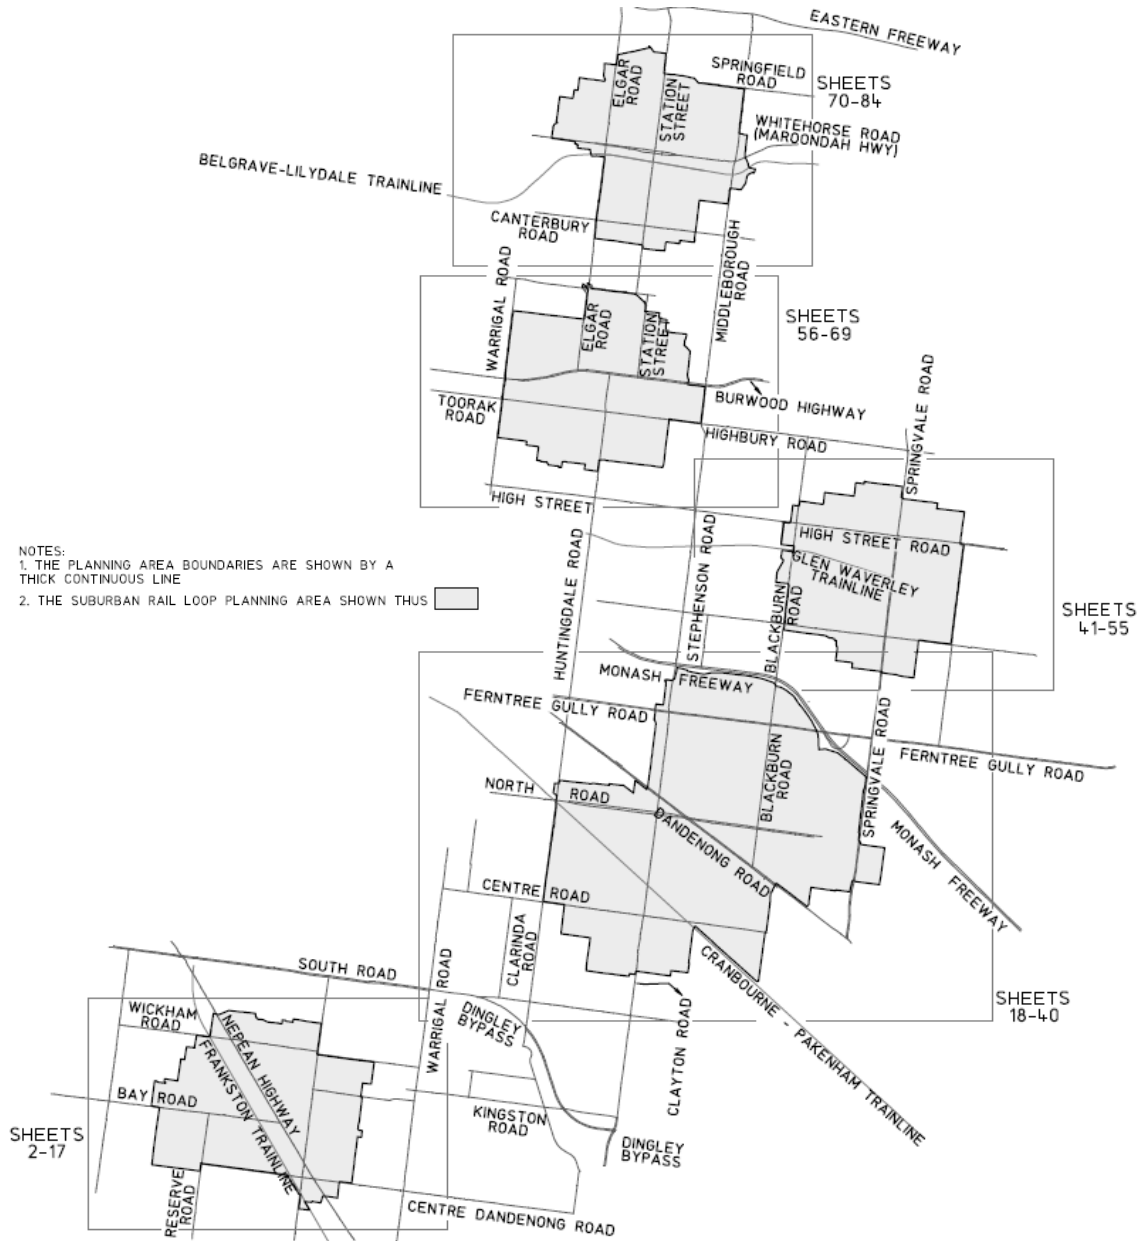 EASTERN FREEWAY
SPRINGFIELD
ROAD
SHEETS
70-84
ELGAR
ROAD
STATION
STREET
WHITEHORSE ROAD
(MAROONDAH HWY)
BELGRAVE-LILYDALE TRAINLINE
CANTERBURY
ROAD
MIDDLEBOROUGH
ROAD
WARRIGAL ROAD
SHEETS
56-69
ELGAR
ROAD
STATION
STREET
TOORAK
ROAD
BURWOOD HIGHWAY
HIGHBURY ROAD
SPRINGVALE ROAD
HIGH STREET
HIGH STREET ROAD
GLEN WAVERLEY
TRAINLINE
NOTES:
1. THE PLANNING AREA BOUNDARIES ARE SHOWN BY A
THICK CONTINUOUS LINE
2. THE SUBURBAN RAIL LOOP PLANNING AREA SHOWN THUS
HUNTINGDALE ROAD
STEPHENSON ROAD
BLACKBURN
ROAD
SHEETS
41-55
MONASH FREEWAY
FERNTREE GULLY ROAD
FERNTREE GULLY ROAD
SPRINGVALE ROAD
BLACKBURN
ROAD
NORTH ROAD
DANDENONG ROAD
MONASH FREEWAY
CENTRE ROAD
CLARINDA
ROAD
WARRIGAL ROAD
CRANBOURNE - PAKENHAM TRAINLINE
SHEETS
18-40
SOUTH ROAD
WICKHAM
ROAD
DINGLEY
BYPASS
CLAYTON ROAD
NEPEAN HIGHWAY
FRANKSTON TRAINLINE
BAY ROAD
KINGSTON
ROAD
SHEETS
2-17
DINGLEY
BYPASS
RESERVE
ROAD
CENTRE DANDENONG ROAD